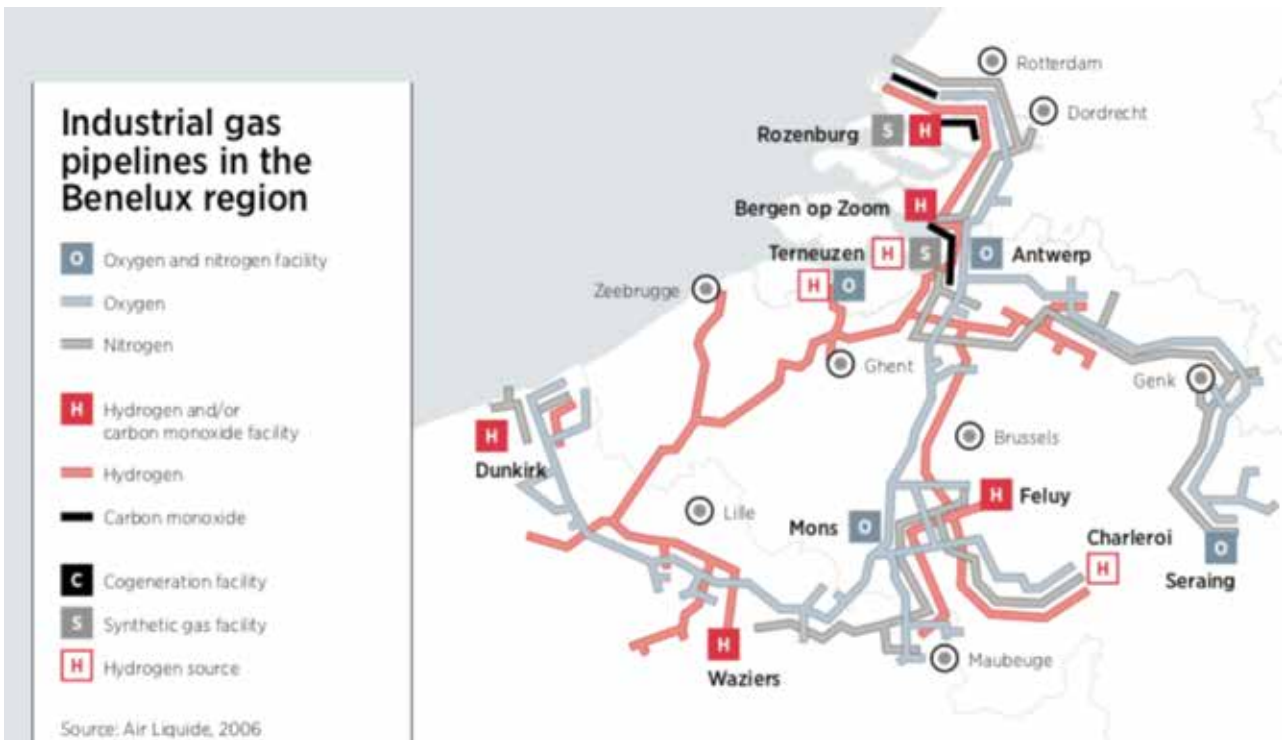 Industrial gas
pipelines in the
Benelux region
O Oxygen and nitrogen facility
Oxygen
Nitrogen
H Hydrogen and/or
carbon monoxide facility
Hydrogen
Carbon monoxide
C Cogeneration facility
S Synthetic gas facility
H Hydrogen source
Source: Air Liquide, 2006
Rotterdam
Dordrecht
Rozenburg S H
Bergen op Zoom H
Terneuzen H S
O Antwerp
H O
Zeebrugge
Ghent
Genk
H
Dunkirk
Brussels
Lille
H Feluy
Mons O
Charleroi
H
O
Seraing
H
Waziers
Maubeuge